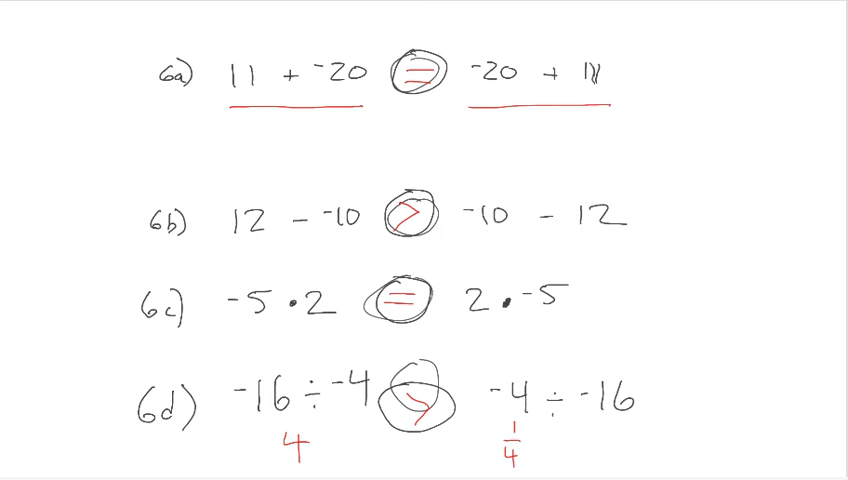 6a) 11 + -20 = -20 + 11
6b) 12 - -10 > -10 - 12
6c) -5 • 2 = 2 • -5
6d) -16 ÷ -4 > -4 ÷ -16
4 1/4